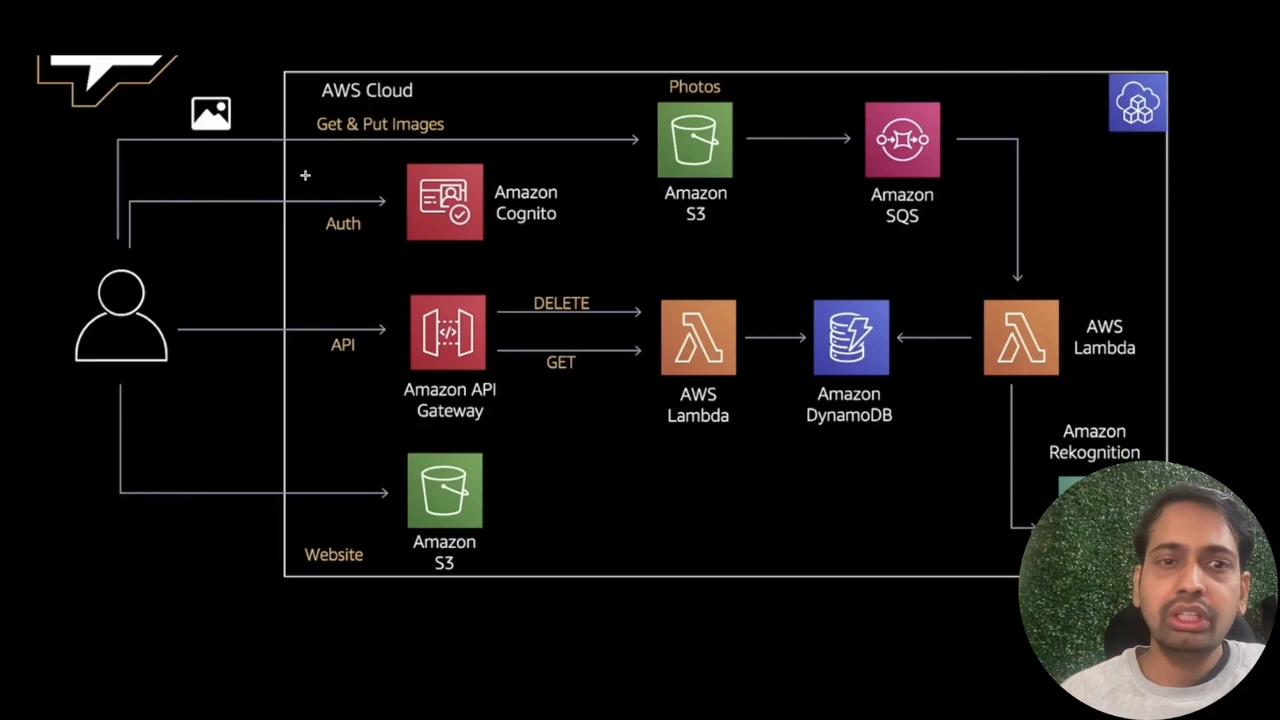 AWS Cloud
Photos
Get & Put Images
Amazon
S3
Amazon
SQS
Amazon
Cognito
Auth
DELETE
GET
API
Amazon API
Gateway
AWS
Lambda
Amazon
DynamoDB
AWS
Lambda
Amazon
Rekognition
Website
Amazon
S3